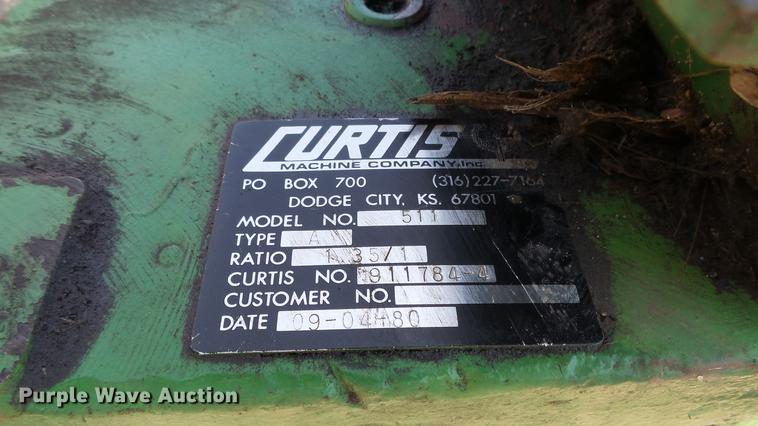 CURTIS
MACHINE COMPANY, Inc.
PO BOX 700 (316) 227-7164
DODGE CITY, KS. 67801
MODEL NO. 511
TYPE A
RATIO 1.35/1
CURTIS NO. 911784-4
CUSTOMER NO.
DATE 09-04-80
Purple Wave Auction